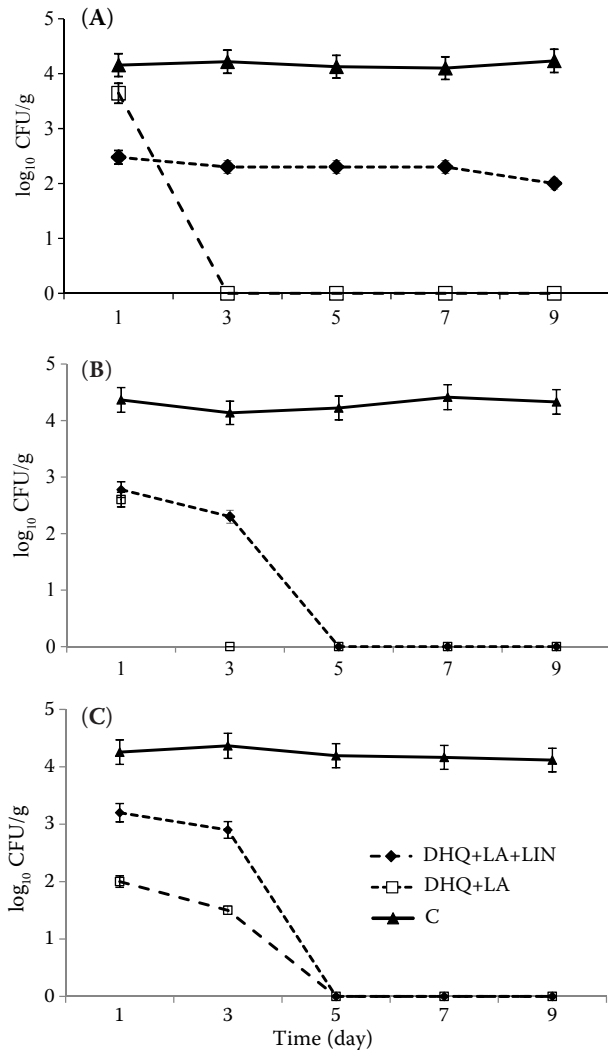 (A)
5
4
3
2
1
0
log₁₀ CFU/g
1 3 5 7 9
(B)
5
4
3
2
1
0
log₁₀ CFU/g
1 3 5 7 9
(C)
5
4
3
2
1
0
log₁₀ CFU/g
DHQ+LA+LIN
DHQ+LA
C
1 3 5 7 9
Time (day)